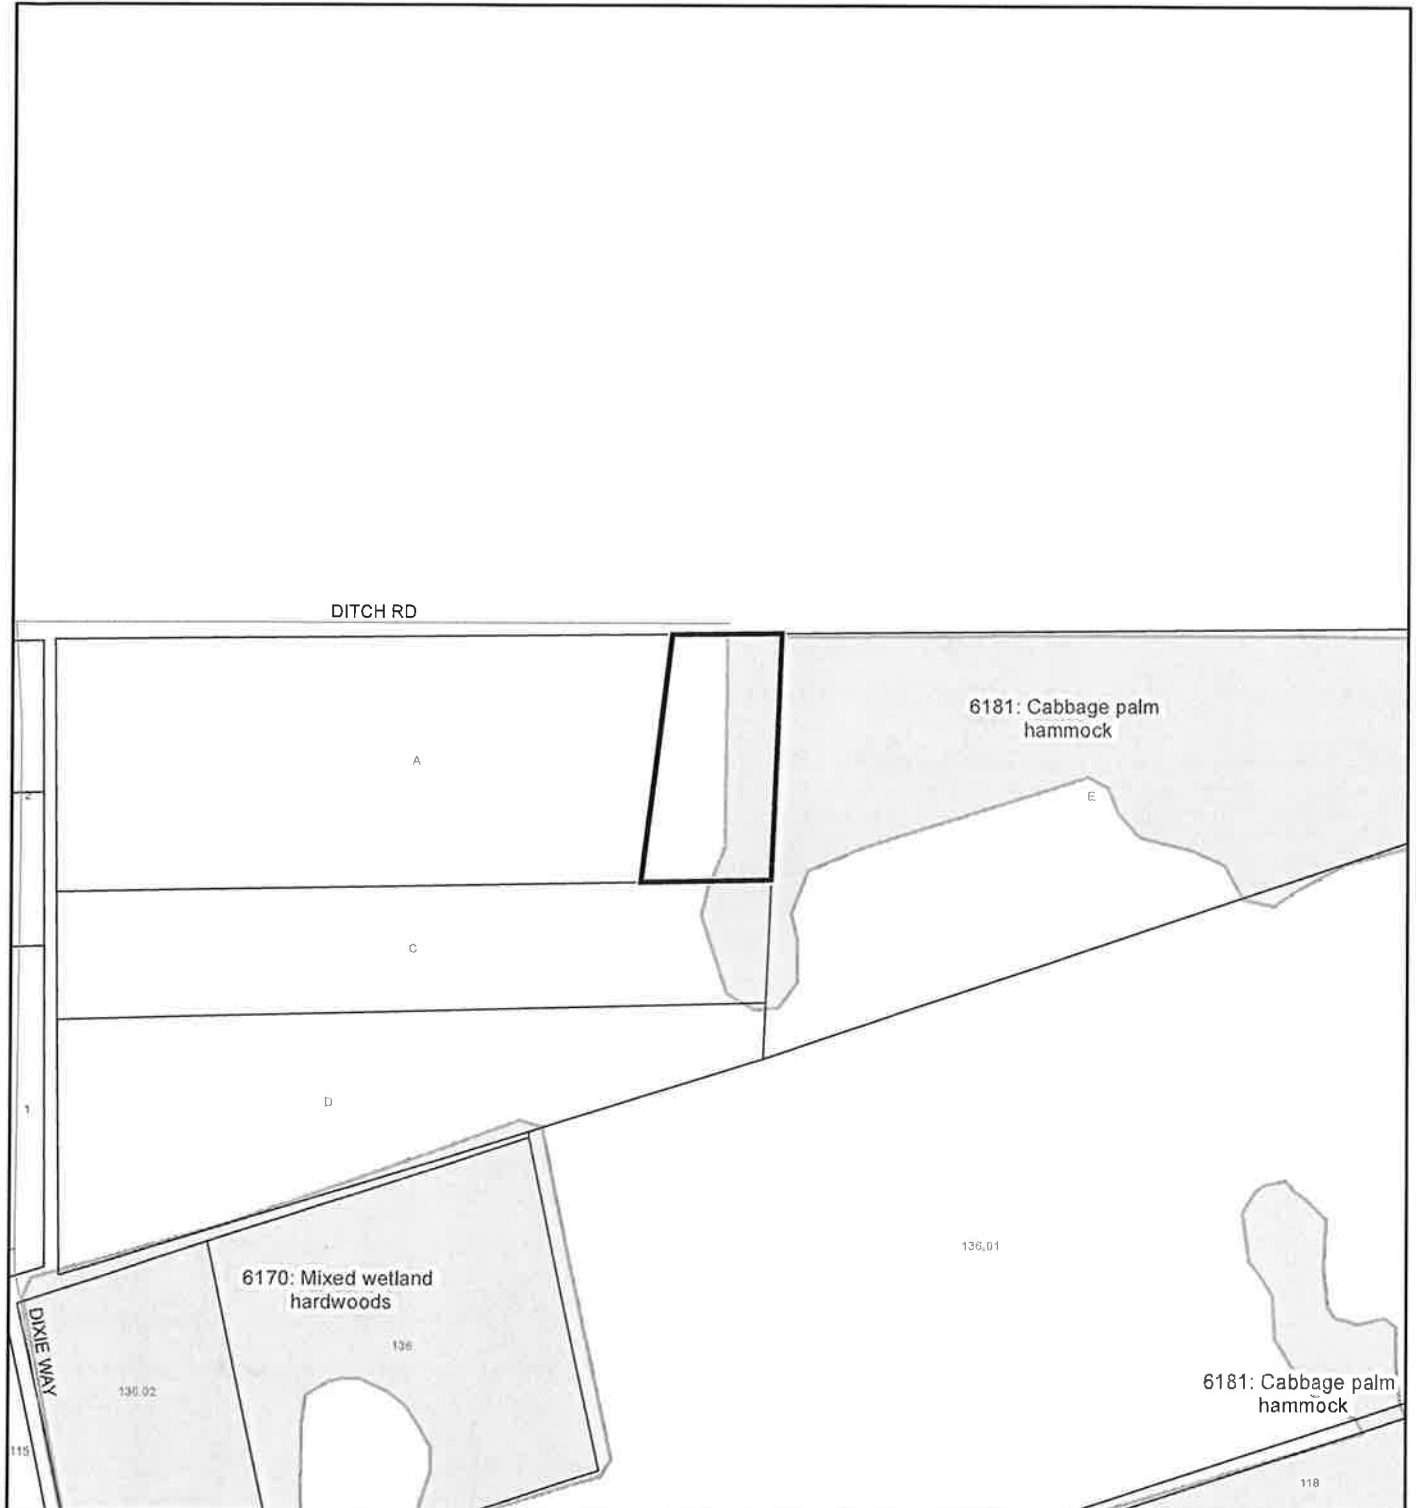 DITCH RD
6181: Cabbage palm
hammock
A
E
2
C
1
D
136.01
6170: Mixed wetland
hardwoods
DIXIE WAY
136
136.02
6181: Cabbage palm
hammock
115
118